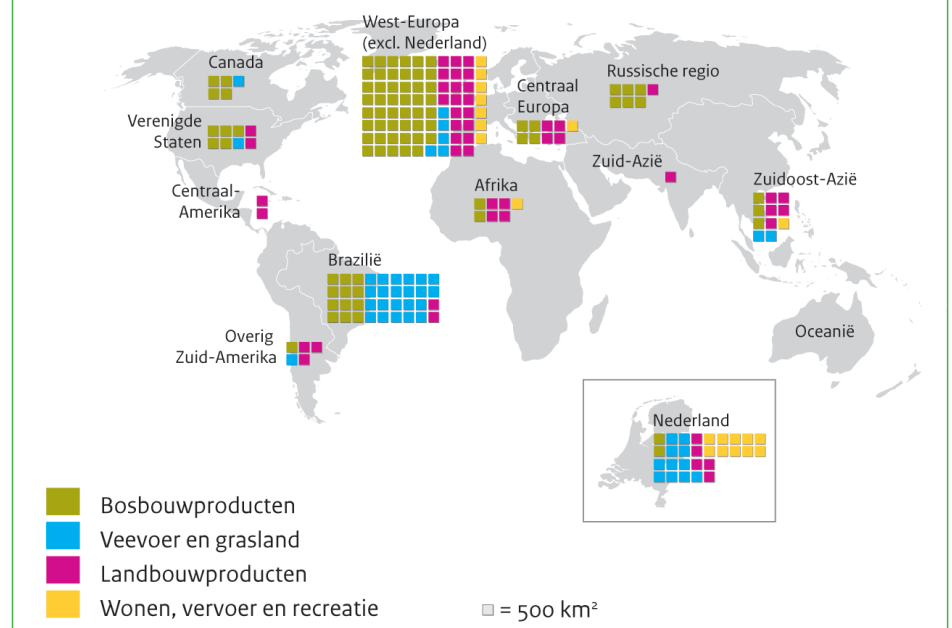 West-Europa
(excl. Nederland)
Canada
Russische regio
Centraal
Europa
Verenigde
Staten
Zuid-Azië
Zuidoost-Azië
Centraal-
Amerika
Afrika
Brazilië
Oceanië
Overig
Zuid-Amerika
Nederland
Bosbouwproducten
Veevoer en grasland
Landbouwproducten
Wonen, vervoer en recreatie
= 500 km²